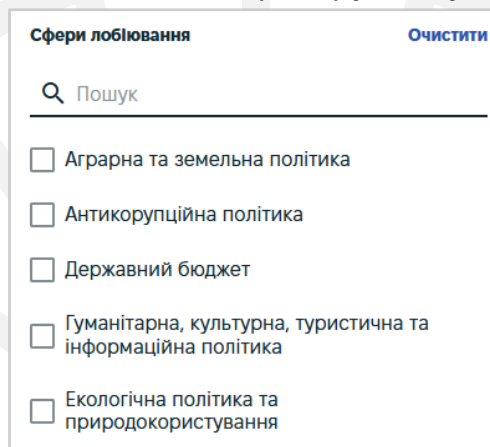 Сфери лобіювання Очистити
Пошук
Аграрна та земельна політика
Антикорупційна політика
Державний бюджет
Гуманітарна, культурна, туристична та
інформаційна політика
Екологічна політика та
природокористування